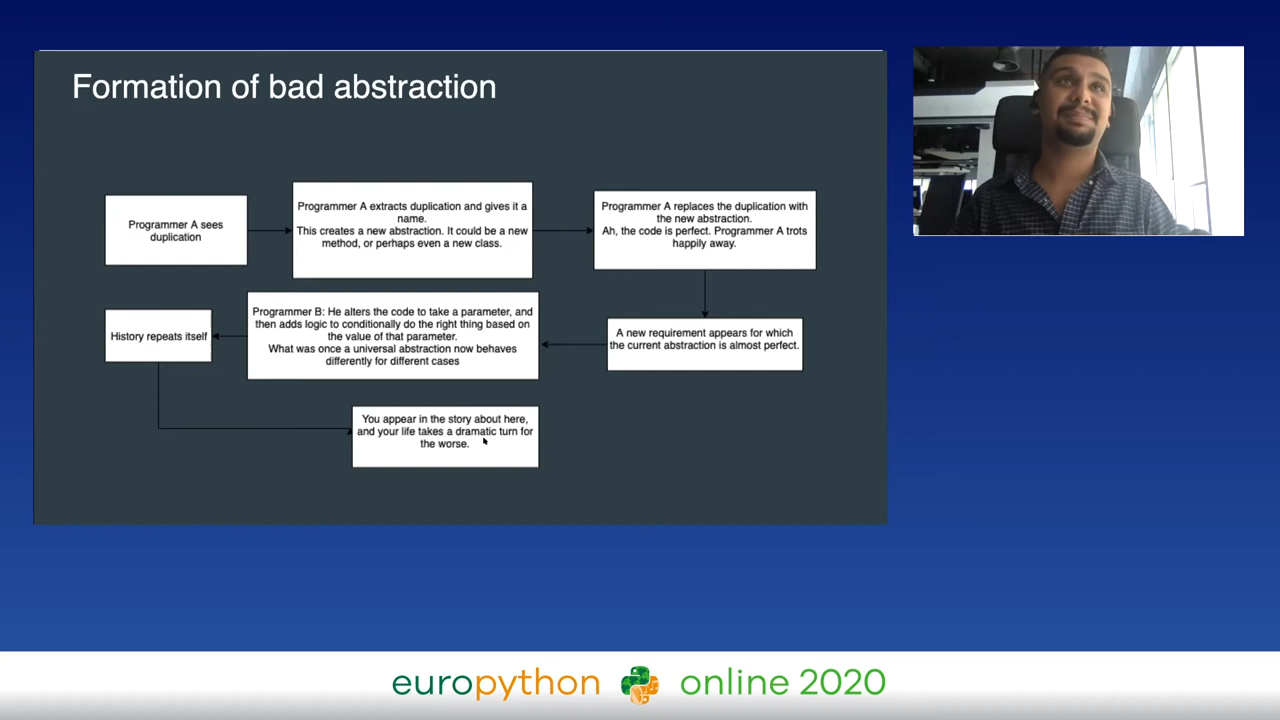 Formation of bad abstraction
Programmer A sees
duplication
Programmer A extracts duplication and gives it a
name.
This creates a new abstraction. It could be a new
method, or perhaps even a new class.
Programmer A replaces the duplication with
the new abstraction.
Ah, the code is perfect. Programmer A trots
happily away.
A new requirement appears for which
the current abstraction is almost perfect.
Programmer B: He alters the code to take a parameter, and
then adds logic to conditionally do the right thing based on
the value of that parameter.
What was once a universal abstraction now behaves
differently for different cases
History repeats itself
You appear in the story about here,
and your life takes a dramatic turn for
the worse.
europython online 2020